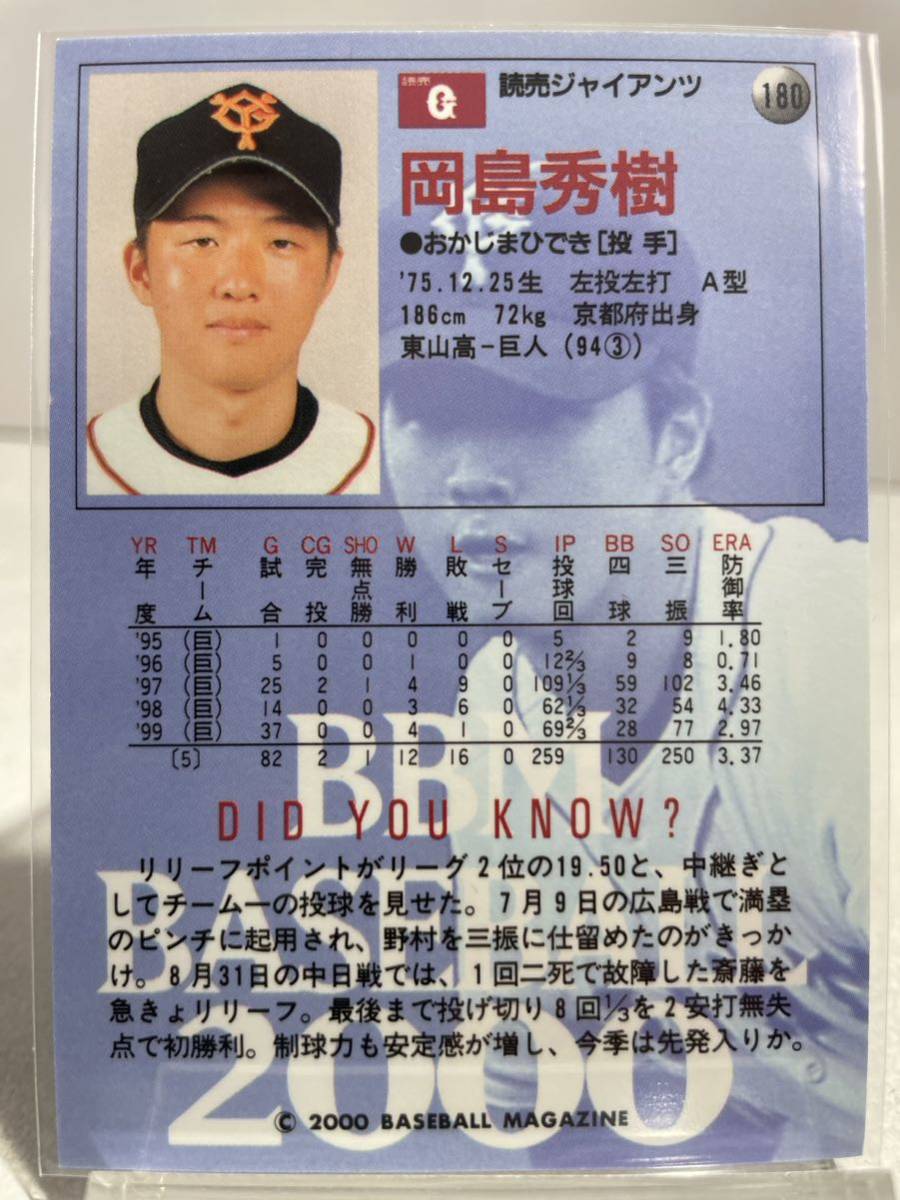 読売
G
読売ジャイアンツ
180
岡島秀樹
●おかじまひでき[投 手]
'75.12.25生 左投左打 A型
186cm 72kg 京都府出身
東山高－巨人(94③)
YR TM G CG SHO W L S IP BB SO ERA
年度 チーム 試合 完投 無点勝 勝利 敗戦 セーブ 投球回 四球 三振 防御率
'95 (巨) 1 0 0 0 0 0 5 2 9 1.80
'96 (巨) 5 0 0 1 0 0 12⅔ 9 8 0.71
'97 (巨) 25 2 1 4 9 0 109⅓ 59 102 3.46
'98 (巨) 14 0 0 3 6 0 62⅓ 32 54 4.33
'99 (巨) 37 0 0 4 1 0 69⅔ 28 77 2.97
〔5〕 82 2 1 12 16 0 259 130 250 3.37
DID YOU KNOW?
リリーフポイントがリーグ2位の19.50と、中継ぎと
してチーム一の投球を見せた。7月9日の広島戦で満塁
のピンチに起用され、野村を三振に仕留めたのがきっか
け。8月31日の中日戦では、1回二死で故障した斎藤を
急きょリリーフ。最後まで投げ切り8回⅓を2安打無失
点で初勝利。制球力も安定感が増し、今季は先発入りか。
BBM
BASEBALL
2000
© 2000 BASEBALL MAGAZINE